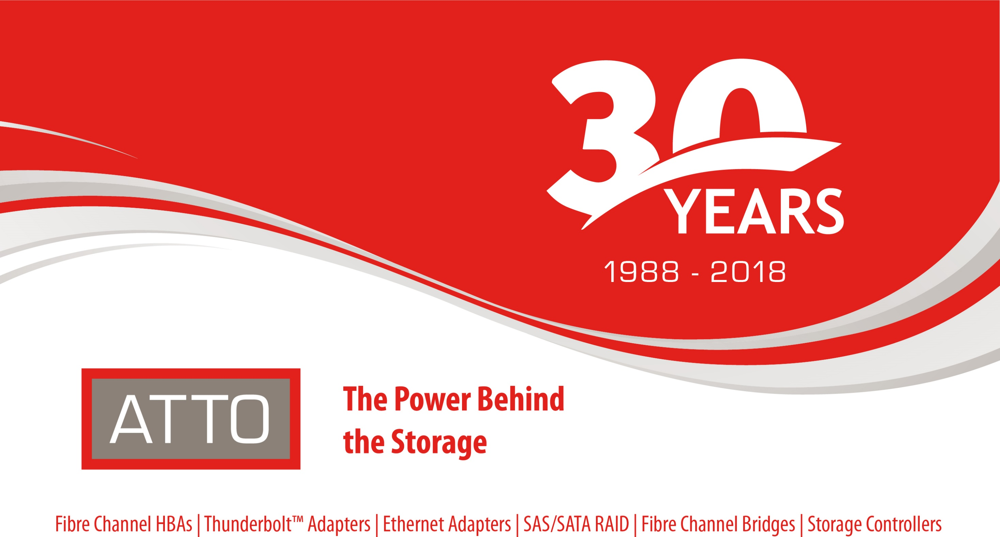 30
YEARS
1988 - 2018
ATTO
The Power Behind
the Storage
Fibre Channel HBAs | Thunderbolt™ Adapters | Ethernet Adapters | SAS/SATA RAID | Fibre Channel Bridges | Storage Controllers